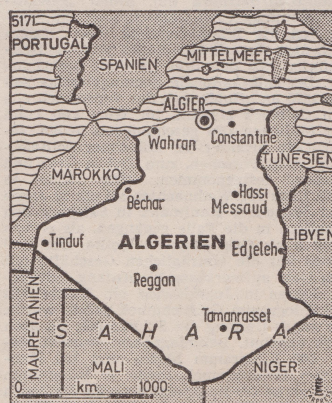 5171
PORTUGAL
SPANIEN
MITTELMEER
ALGIER
Wahran
Constantine
TUNESIEN
MAROKKO
Béchar
Hassi
Messaud
LIBYEN
Tinduf
ALGERIEN
Edjeleh
Reggan
MAURETANIEN
Tamanrasset
SAHARA
MALI
NIGER
0 km 1000